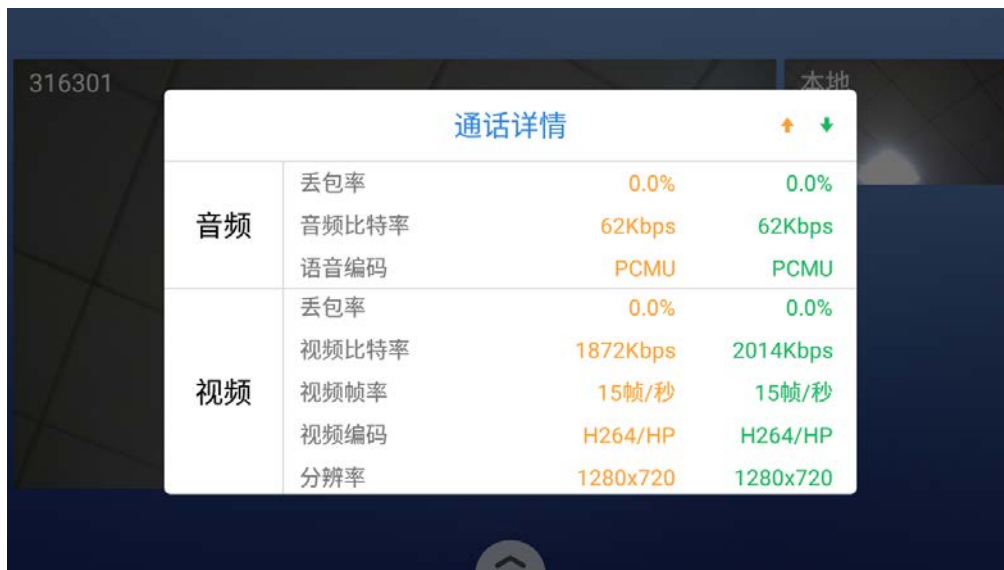 316301
本地
通话详情
音频
丢包率 0.0% 0.0%
音频比特率 62Kbps 62Kbps
语音编码 PCMU PCMU
视频
丢包率 0.0% 0.0%
视频比特率 1872Kbps 2014Kbps
视频帧率 15帧/秒 15帧/秒
视频编码 H264/HP H264/HP
分辨率 1280x720 1280x720